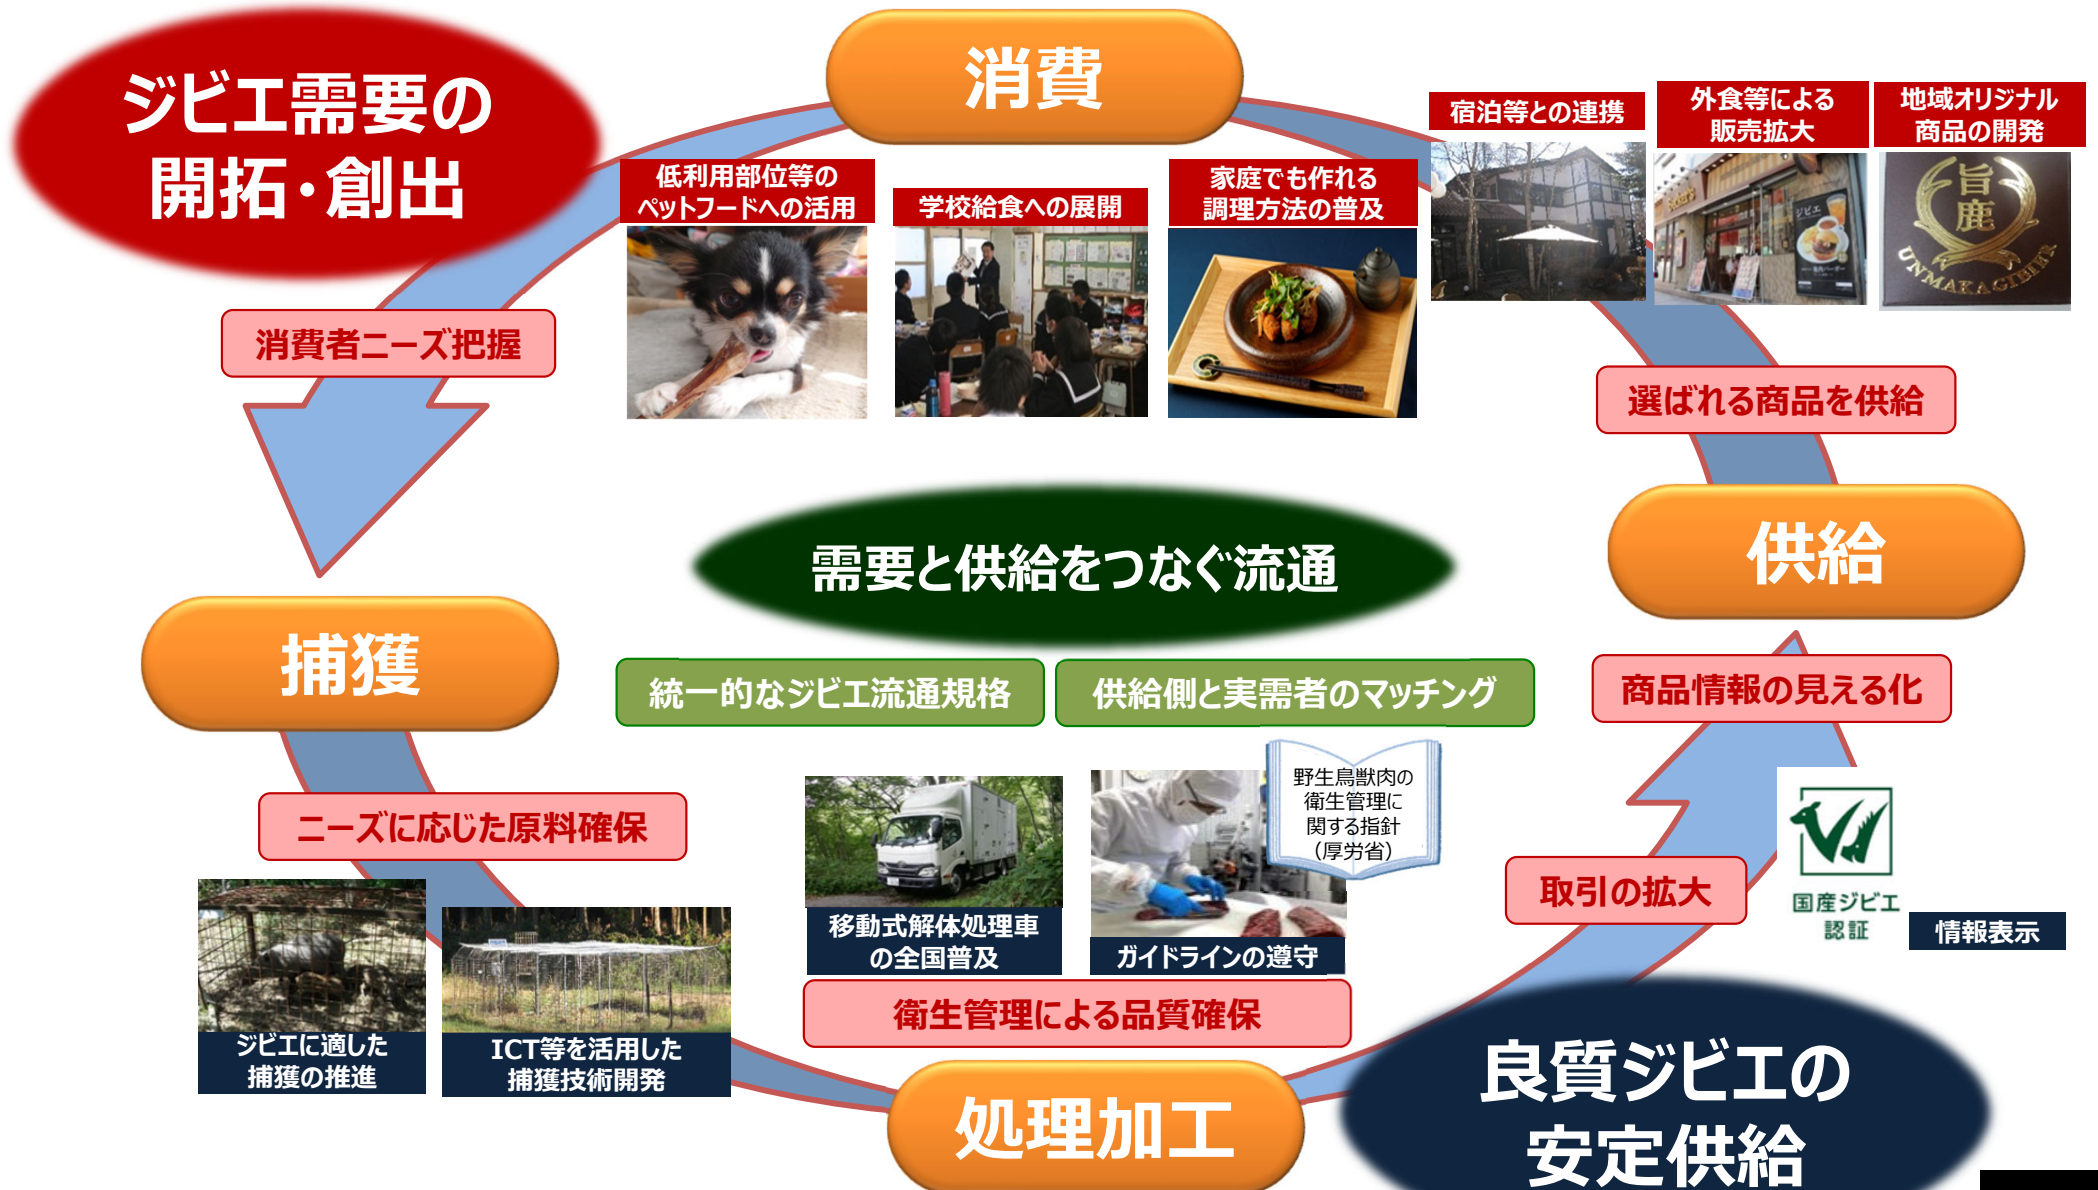 ジビエ需要の
開拓・創出
消費
低利用部位等の
ペットフードへの活用
学校給食への展開
家庭でも作れる
調理方法の普及
宿泊等との連携
外食等による
販売拡大
地域オリジナル
商品の開発
ジビエ
旨
鹿
UNMAKAGIBIER
消費者ニーズ把握
選ばれる商品を供給
需要と供給をつなぐ流通
供給
捕獲
統一的なジビエ流通規格
供給側と実需者のマッチング
商品情報の見える化
ニーズに応じた原料確保
野生鳥獣肉の
衛生管理に
関する指針
（厚労省）
取引の拡大
国産ジビエ
認証
情報表示
移動式解体処理車
の全国普及
ガイドラインの遵守
衛生管理による品質確保
ジビエに適した
捕獲の推進
ICT等を活用した
捕獲技術開発
処理加工
良質ジビエの
安定供給